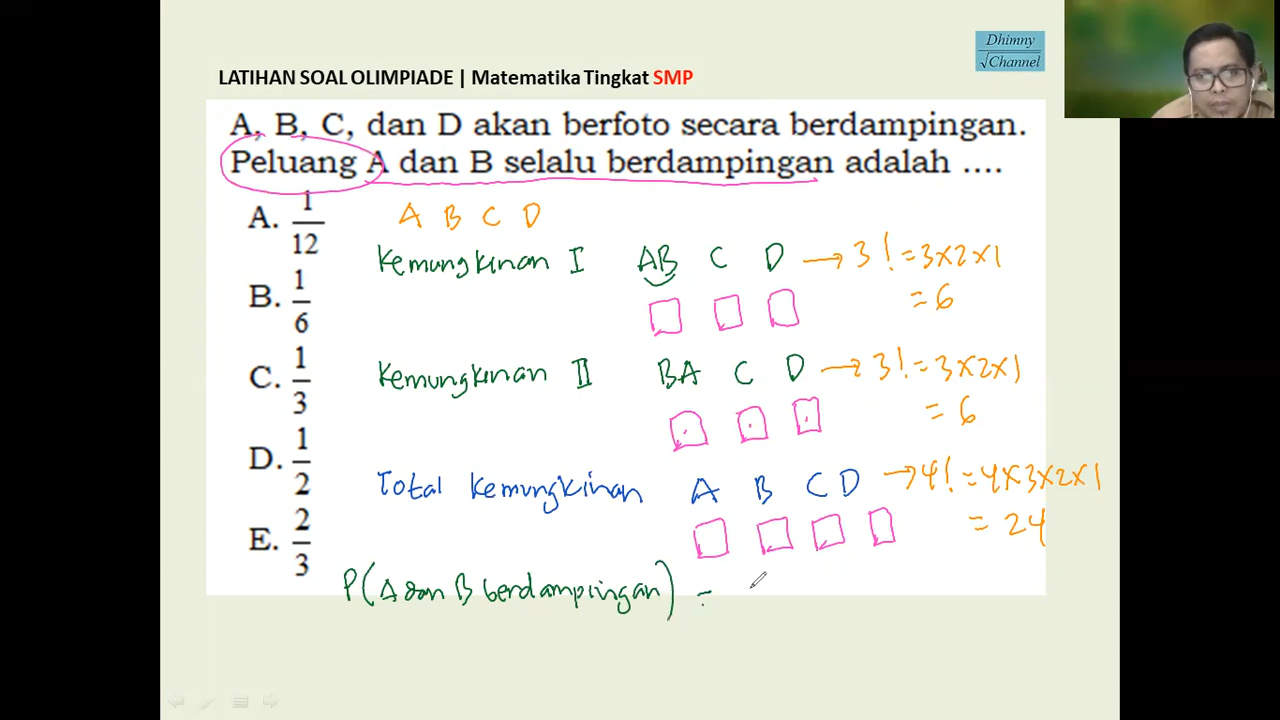 Dhimny
√Channel
LATIHAN SOAL OLIMPIADE | Matematika Tingkat SMP
A, B, C, dan D akan berfoto secara berdampingan.
Peluang A dan B selalu berdampingan adalah ....
A. 1/12
A B C D
Kemungkinan I AB C D → 3! = 3×2×1
= 6
B. 1/6
C. 1/3
Kemungkinan II BA C D → 3! = 3×2×1
= 6
D. 1/2
Total Kemungkinan A B C D → 4! = 4×3×2×1
= 24
E. 2/3
P(A dan B berdampingan) =